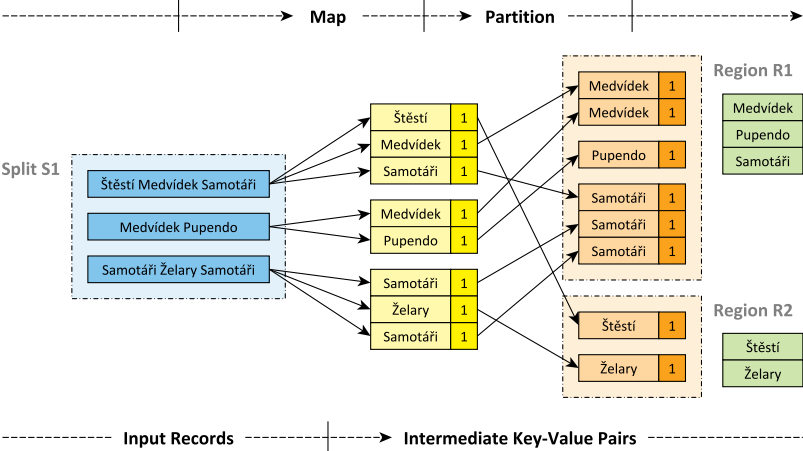 Map
Partition
Split S1
Štěstí Medvídek Samotáři
Medvídek Pupendo
Samotáři Želary Samotáři
Štěstí 1
Medvídek 1
Samotáři 1
Medvídek 1
Pupendo 1
Samotáři 1
Želary 1
Samotáři 1
Medvídek 1
Medvídek 1
Pupendo 1
Samotáři 1
Samotáři 1
Samotáři 1
Štěstí 1
Želary 1
Region R1
Medvídek
Pupendo
Samotáři
Region R2
Štěstí
Želary
Input Records
Intermediate Key-Value Pairs